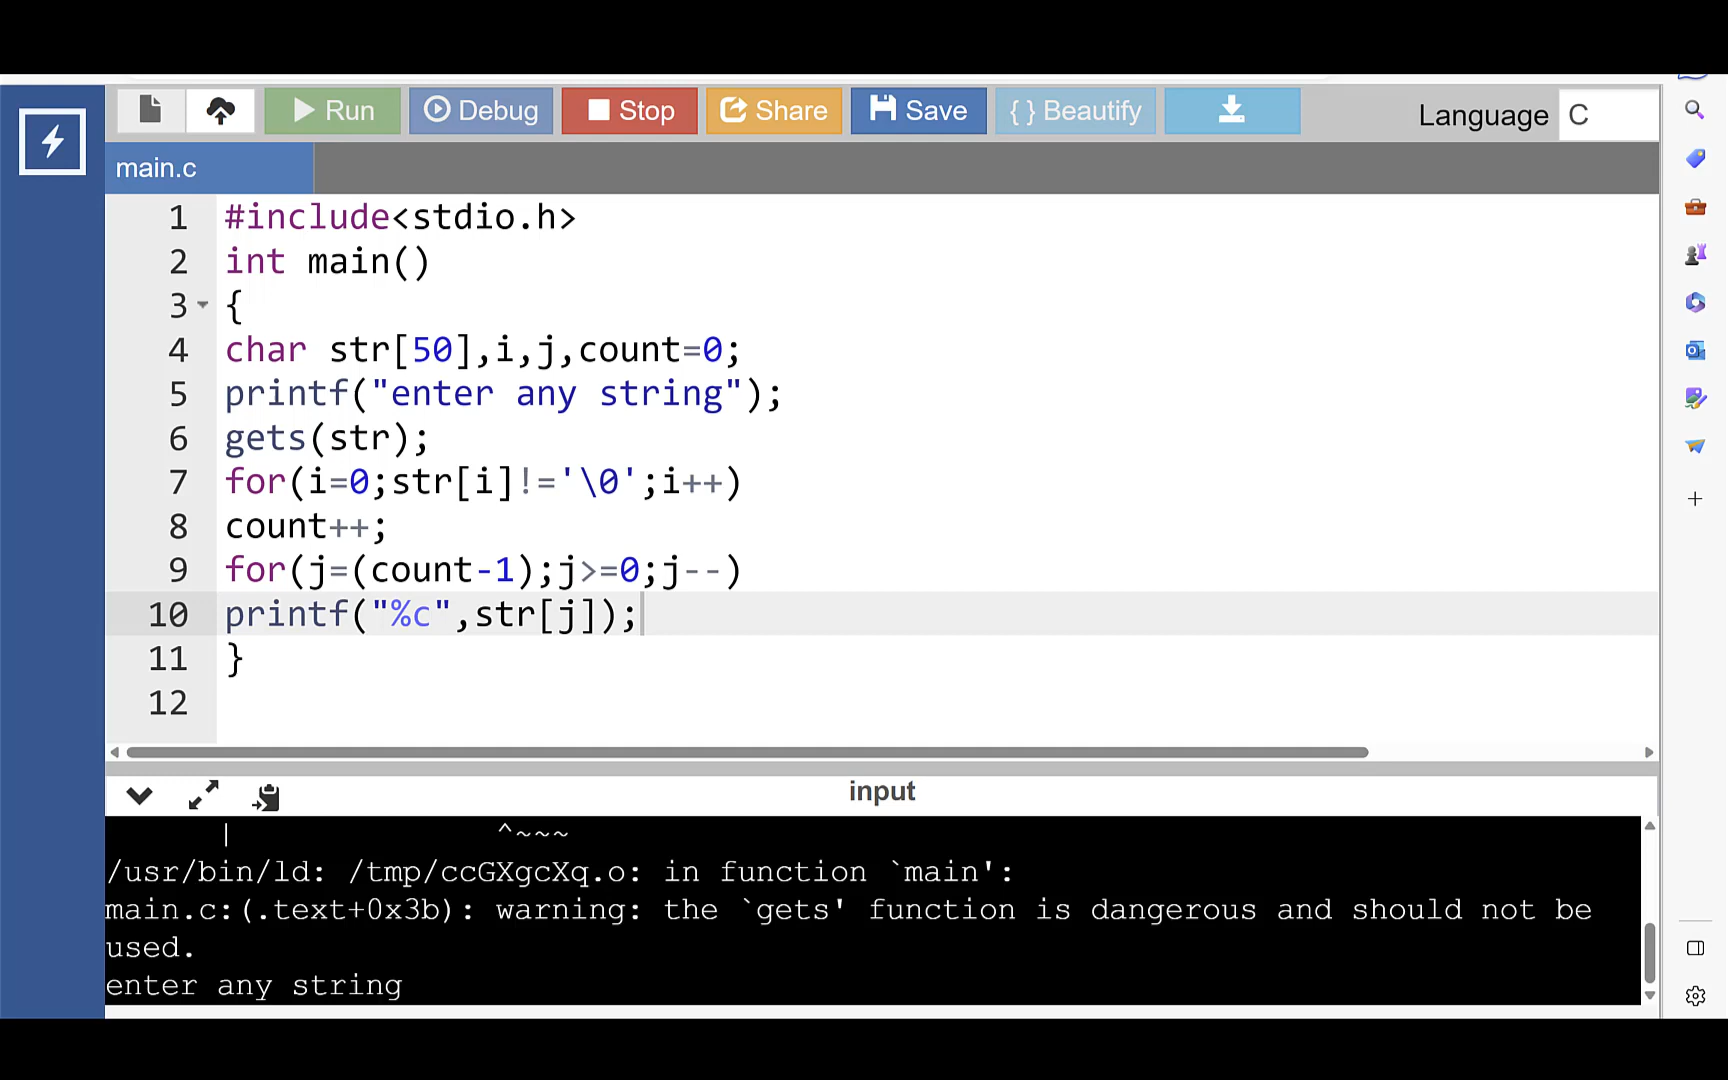 Run Debug Stop Share Save { } Beautify Language C
main.c
1 #include<stdio.h>
2 int main()
3 {
4 char str[50],i,j,count=0;
5 printf("enter any string");
6 gets(str);
7 for(i=0;str[i]!='\0';i++)
8 count++;
9 for(j=(count-1);j>=0;j--)
10 printf("%c",str[j]);
11 }
12
input
| ^~~~
/usr/bin/ld: /tmp/ccGXgcXq.o: in function `main':
main.c:(.text+0x3b): warning: the `gets' function is dangerous and should not be
used.
enter any string